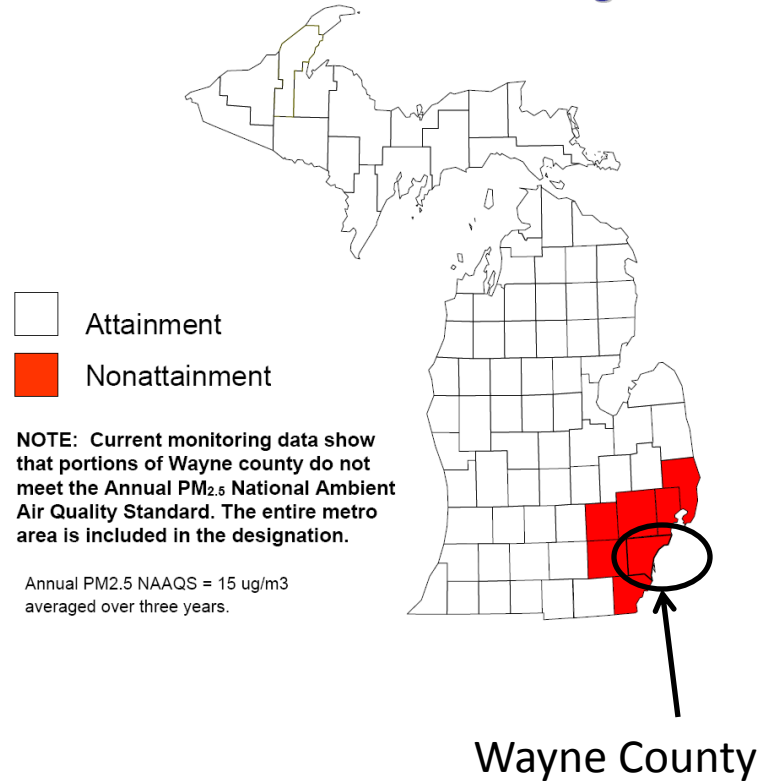 Attainment
Nonattainment
NOTE: Current monitoring data show
that portions of Wayne county do not
meet the Annual PM₂.₅ National Ambient
Air Quality Standard. The entire metro
area is included in the designation.
Annual PM2.5 NAAQS = 15 ug/m3
averaged over three years.
Wayne County